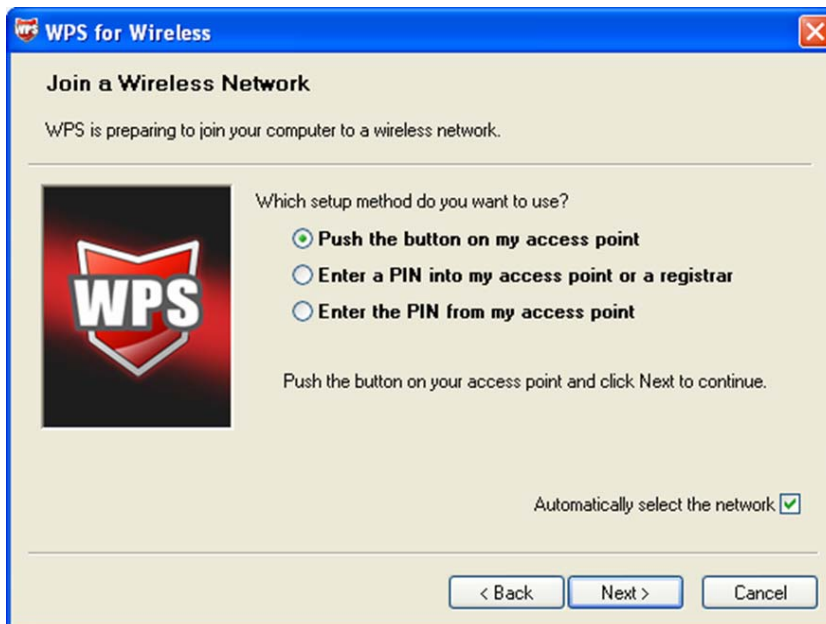 WPS for Wireless
Join a Wireless Network
WPS is preparing to join your computer to a wireless network.
Which setup method do you want to use?
Push the button on my access point
Enter a PIN into my access point or a registrar
Enter the PIN from my access point
WPS
Push the button on your access point and click Next to continue.
Automatically select the network
< Back
Next >
Cancel